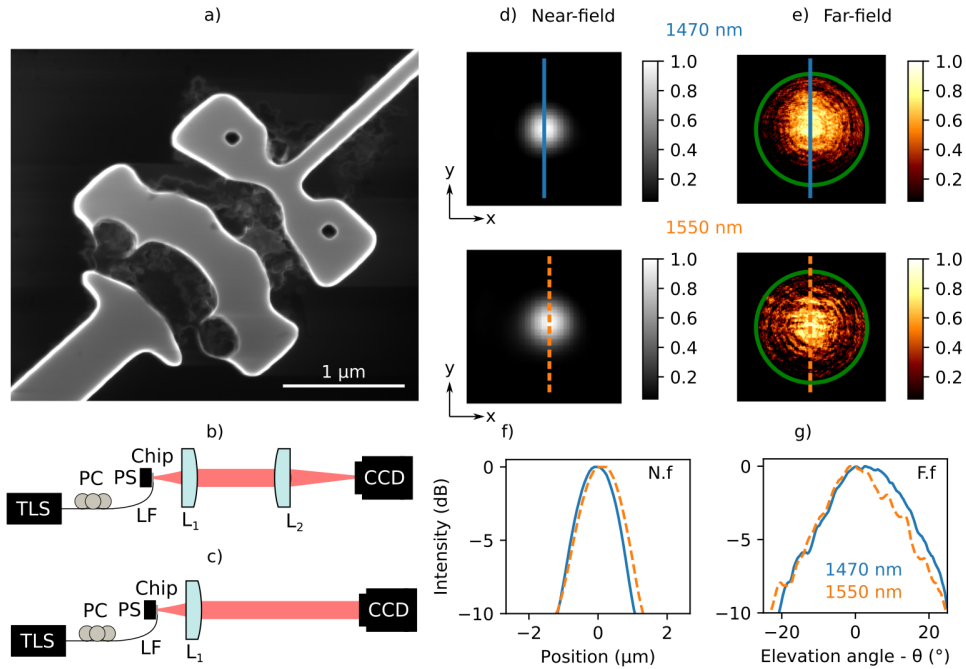 a)
1 µm
b)
TLS
PC
PS
Chip
LF
L1
L2
CCD
c)
TLS
PC
PS
Chip
LF
L1
CCD
d) Near-field
1470 nm
y
x
1.0
0.8
0.6
0.4
0.2
1550 nm
y
x
1.0
0.8
0.6
0.4
0.2
e) Far-field
1.0
0.8
0.6
0.4
0.2
1.0
0.8
0.6
0.4
0.2
f)
N.f
Intensity (dB)
0
−5
−10
−2 0 2
Position (µm)
g)
F.f
0
−5
−10
1470 nm
1550 nm
−20 0 20
Elevation angle - θ (°)